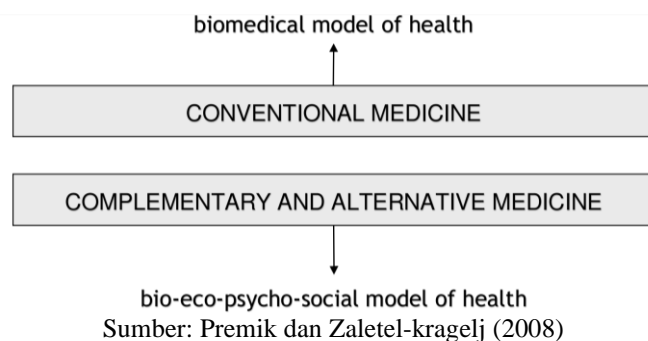 biomedical model of health
CONVENTIONAL MEDICINE
COMPLEMENTARY AND ALTERNATIVE MEDICINE
bio-eco-psycho-social model of health
Sumber: Premik dan Zaletel-kragelj (2008)